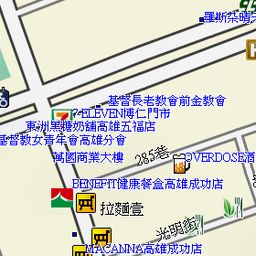 羅斯朵晴天
基督長老教會前金教會
7-ELEVEN博仁門市
東洲黑糖奶舖高雄五福店
基督教女青年會高雄分會
萬國商業大樓
285巷
OVERDOSE酒
BENEFIT健康餐盒高雄成功店
拉麵壹
光明街
MACANNA高雄成功店